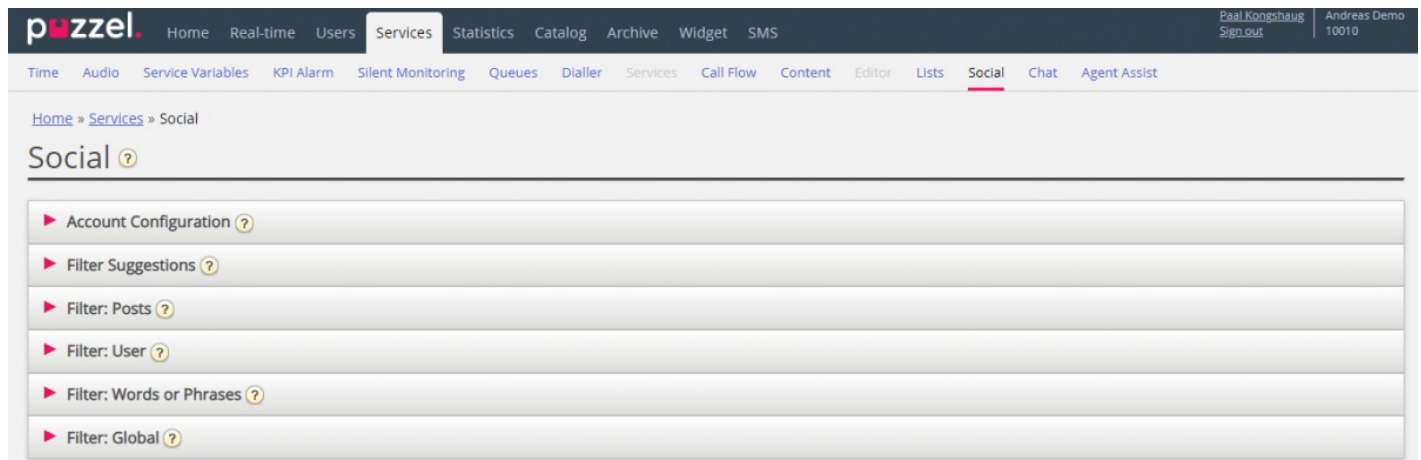 puzzel.
Home Real-time Users Services Statistics Catalog Archive Widget SMS
Paal Kongshaug
Sign out
Andreas Demo
10010
Time Audio Service Variables KPI Alarm Silent Monitoring Queues Dialler Services Call Flow Content Editor Lists Social Chat Agent Assist
Home » Services » Social
Social ?
Account Configuration ?
Filter Suggestions ?
Filter: Posts ?
Filter: User ?
Filter: Words or Phrases ?
Filter: Global ?